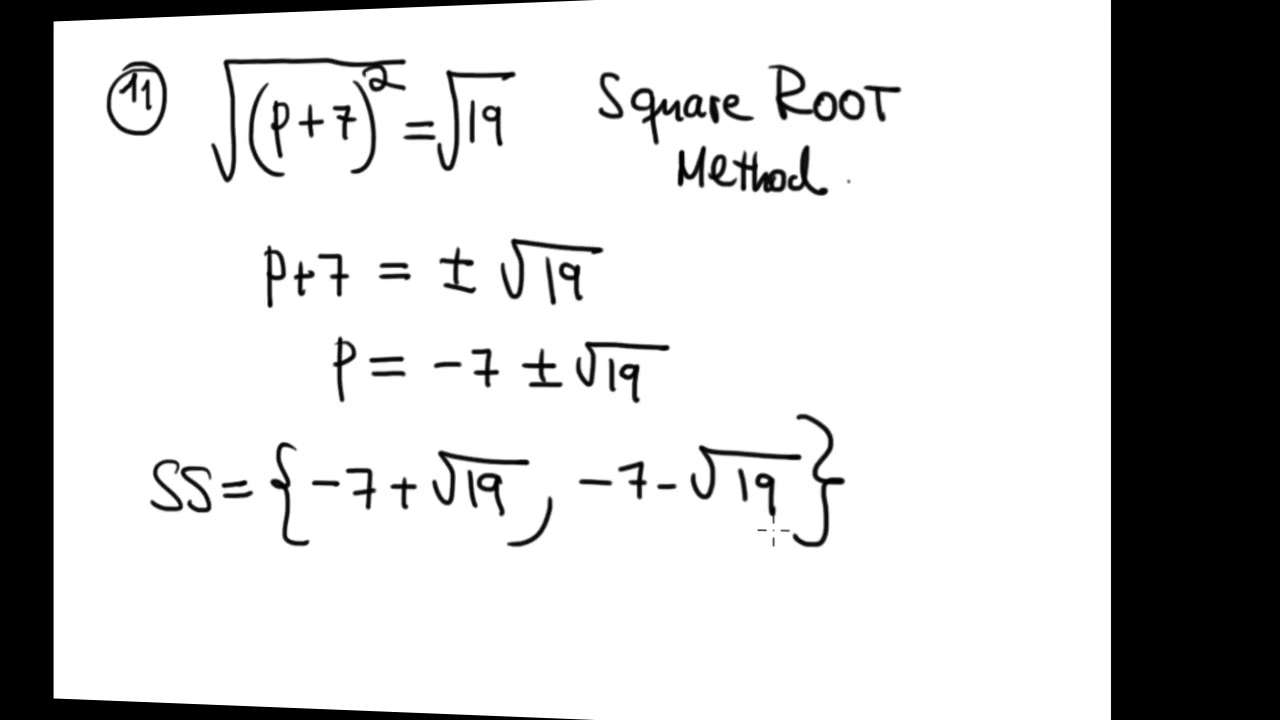 11 √(p+7)² = √19 Square ROOT
Method.
p+7 = ± √19
p = -7 ± √19
SS = { -7 + √19 , -7 - √19 }